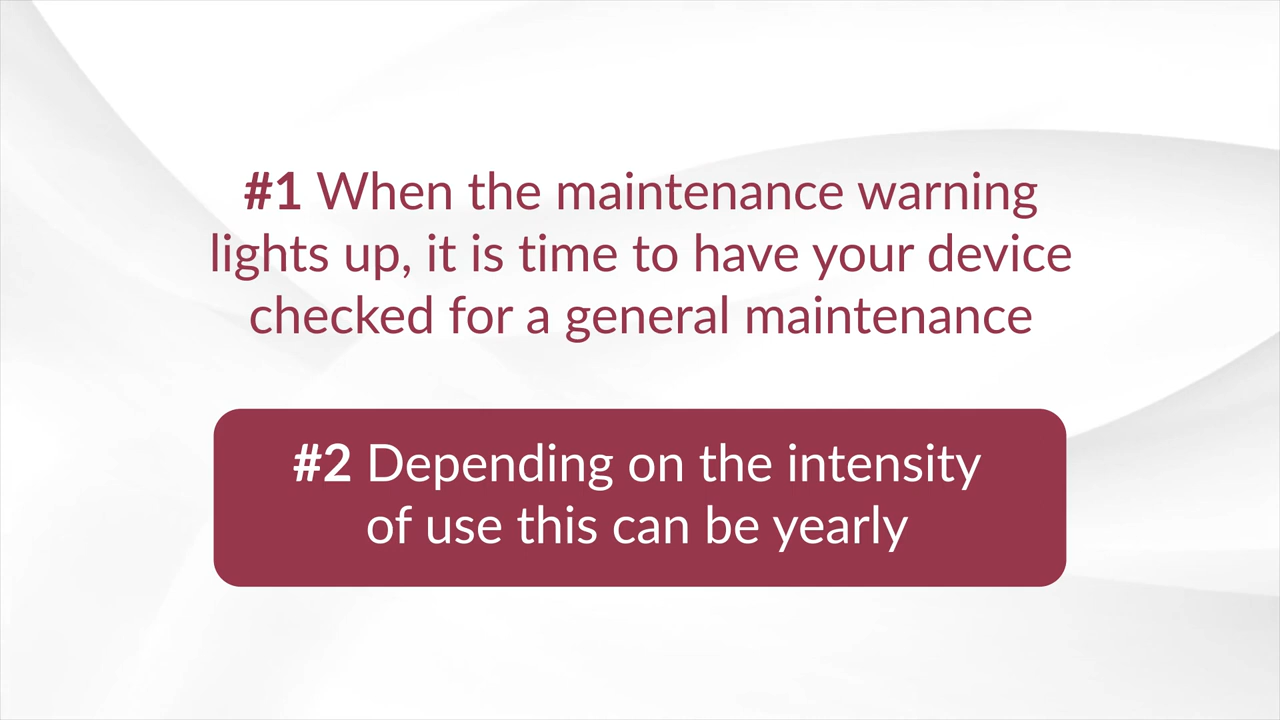 #1 When the maintenance warning
lights up, it is time to have your device
checked for a general maintenance
#2 Depending on the intensity
of use this can be yearly